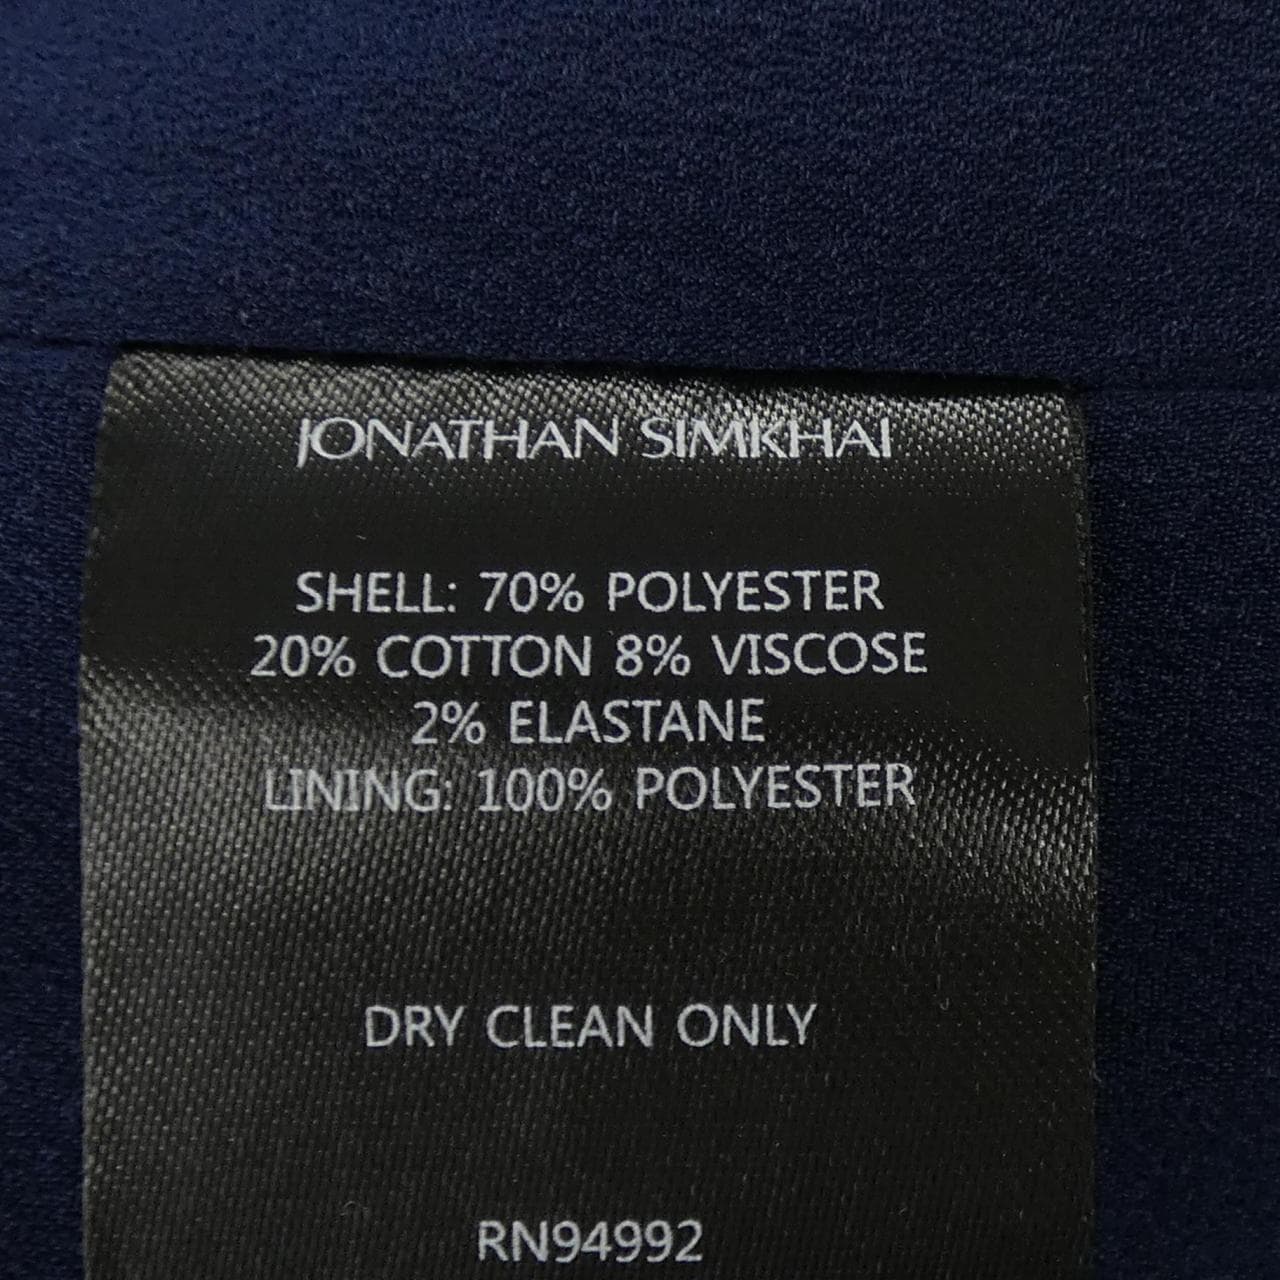 JONATHAN SIMKHAI
SHELL: 70% POLYESTER
20% COTTON 8% VISCOSE
2% ELASTANE
LINING: 100% POLYESTER
DRY CLEAN ONLY
RN94992